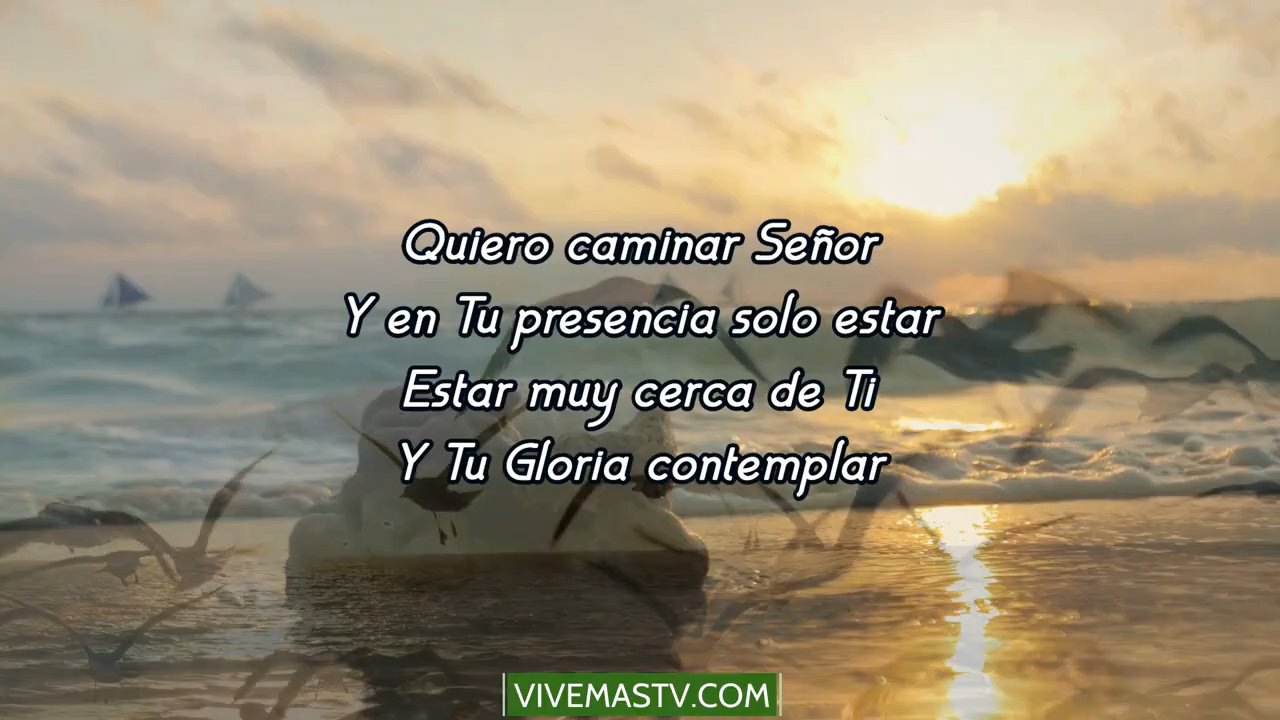 Quiero caminar Señor
Y en Tu presencia solo estar
Estar muy cerca de Ti
Y Tu Gloria contemplar
VIVEMASTV.COM